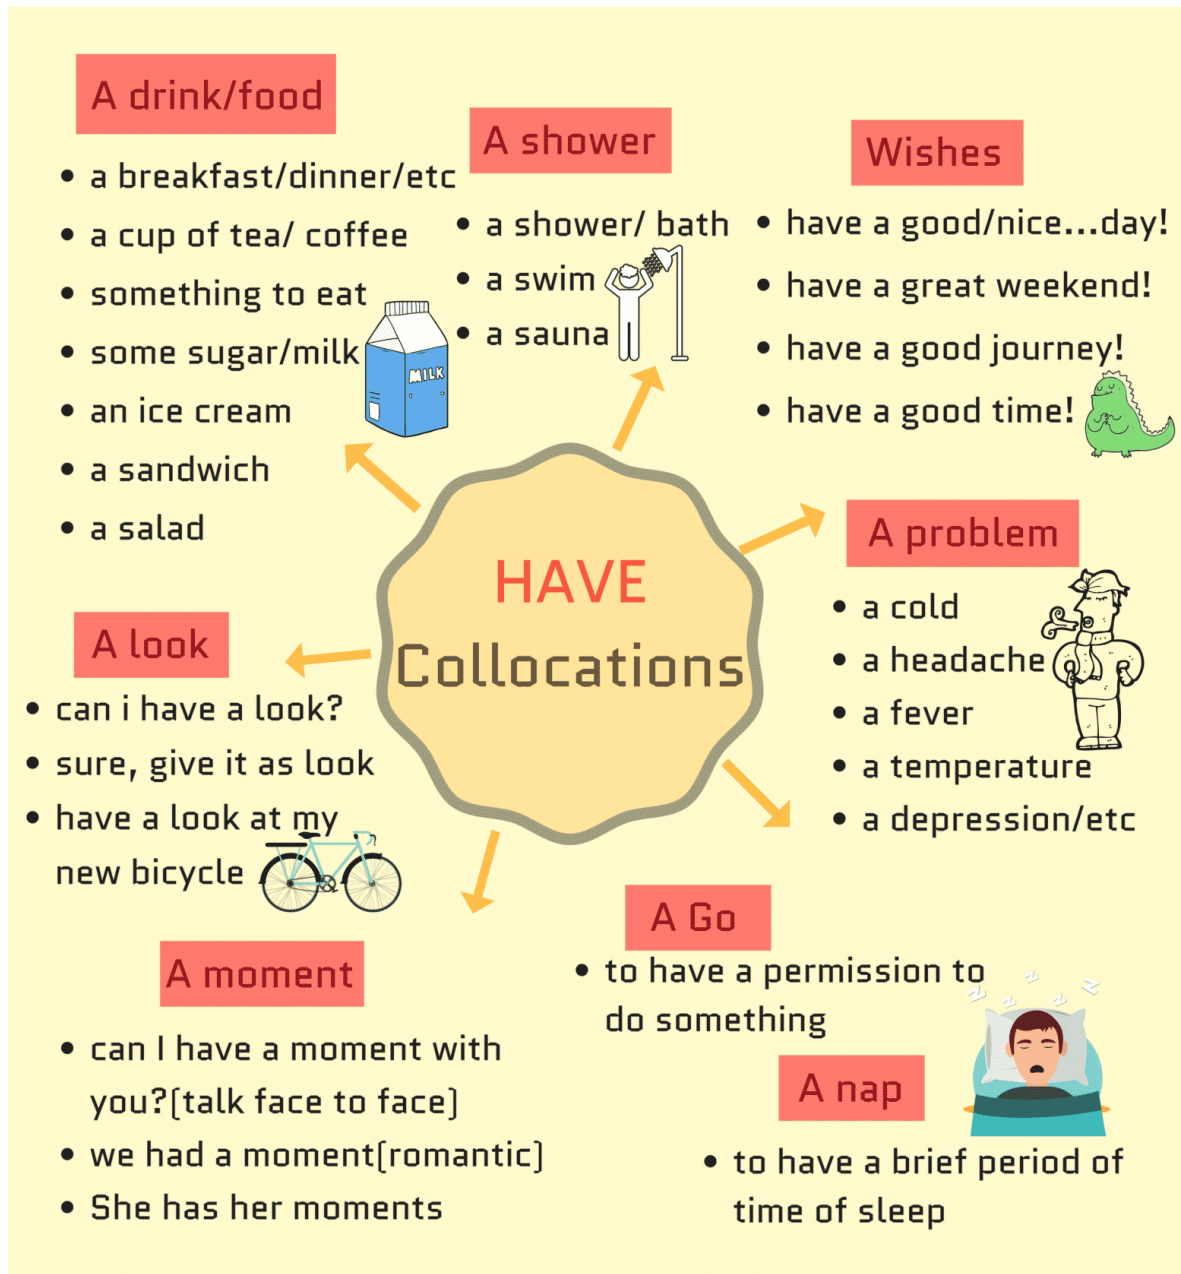 A drink/food
• a breakfast/dinner/etc
• a cup of tea/ coffee
• something to eat
• some sugar/milk
• an ice cream
• a sandwich
• a salad
MILK
A shower
• a shower/ bath
• a swim
• a sauna
Wishes
• have a good/nice...day!
• have a great weekend!
• have a good journey!
• have a good time!
HAVE
Collocations
A problem
• a cold
• a headache
• a fever
• a temperature
• a depression/etc
A look
• can i have a look?
• sure, give it as look
• have a look at my
new bicycle
A moment
• can I have a moment with
you?(talk face to face)
• we had a moment(romantic)
• She has her moments
A Go
• to have a permission to
do something
z z z z z
A nap
• to have a brief period of
time of sleep